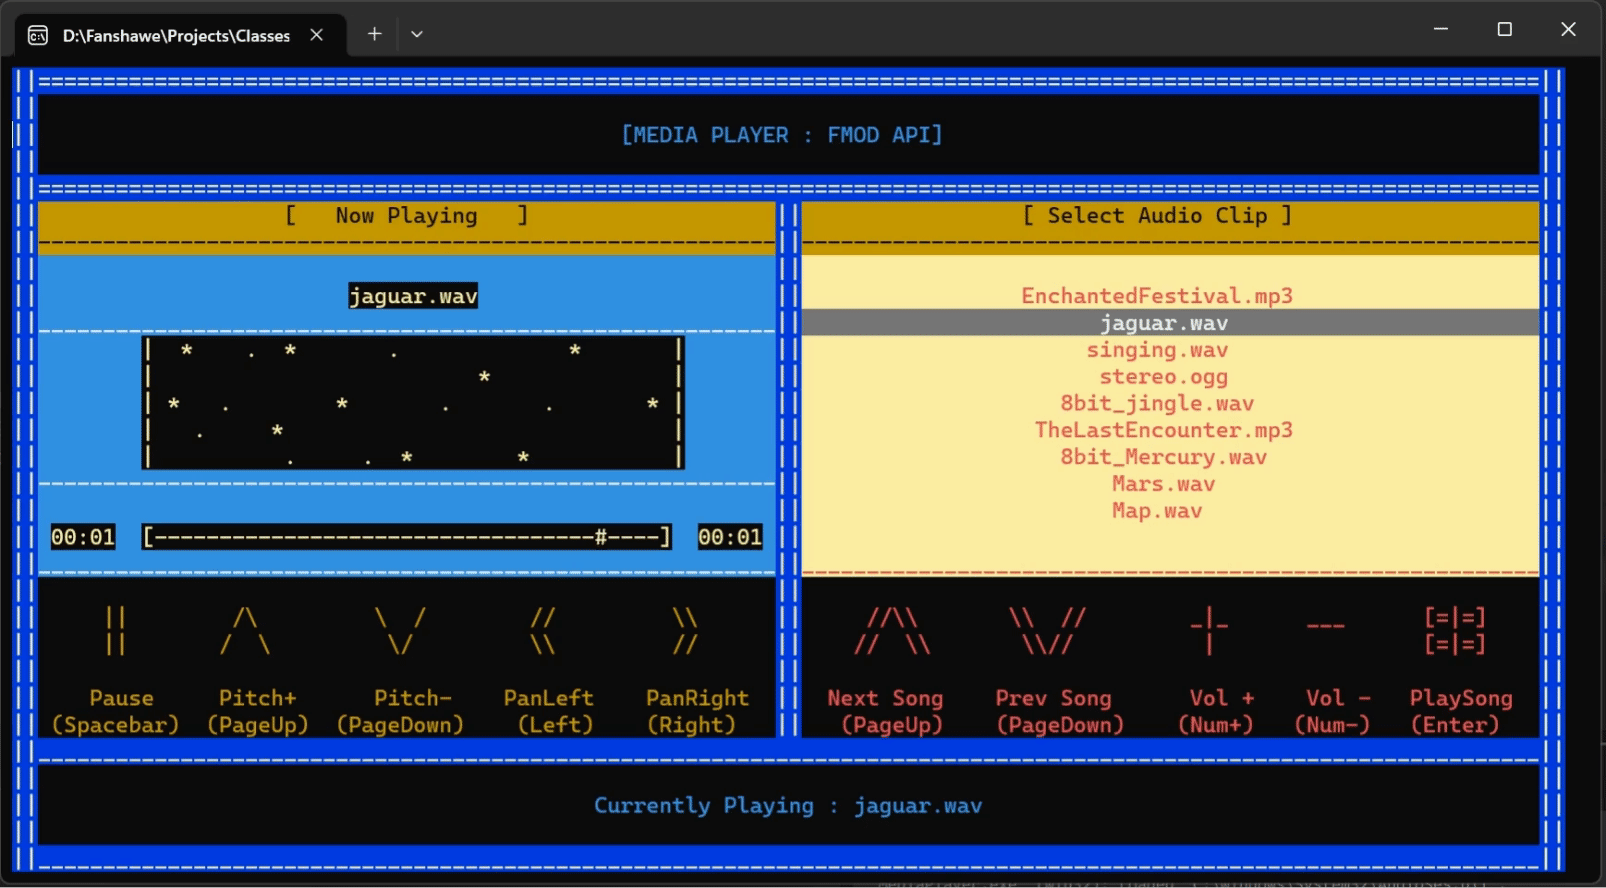 D:\Fanshawe\Projects\Classes
[MEDIA PLAYER : FMOD API]
[ Now Playing ]
jaguar.wav
00:01 [----------------------------------#----] 00:01
Pause Pitch+ Pitch- PanLeft PanRight
(Spacebar) (PageUp) (PageDown) (Left) (Right)
[ Select Audio Clip ]
EnchantedFestival.mp3
jaguar.wav
singing.wav
stereo.ogg
8bit_jingle.wav
TheLastEncounter.mp3
8bit_Mercury.wav
Mars.wav
Map.wav
Next Song Prev Song Vol + Vol - PlaySong
(PageUp) (PageDown) (Num+) (Num-) (Enter)
Currently Playing : jaguar.wav